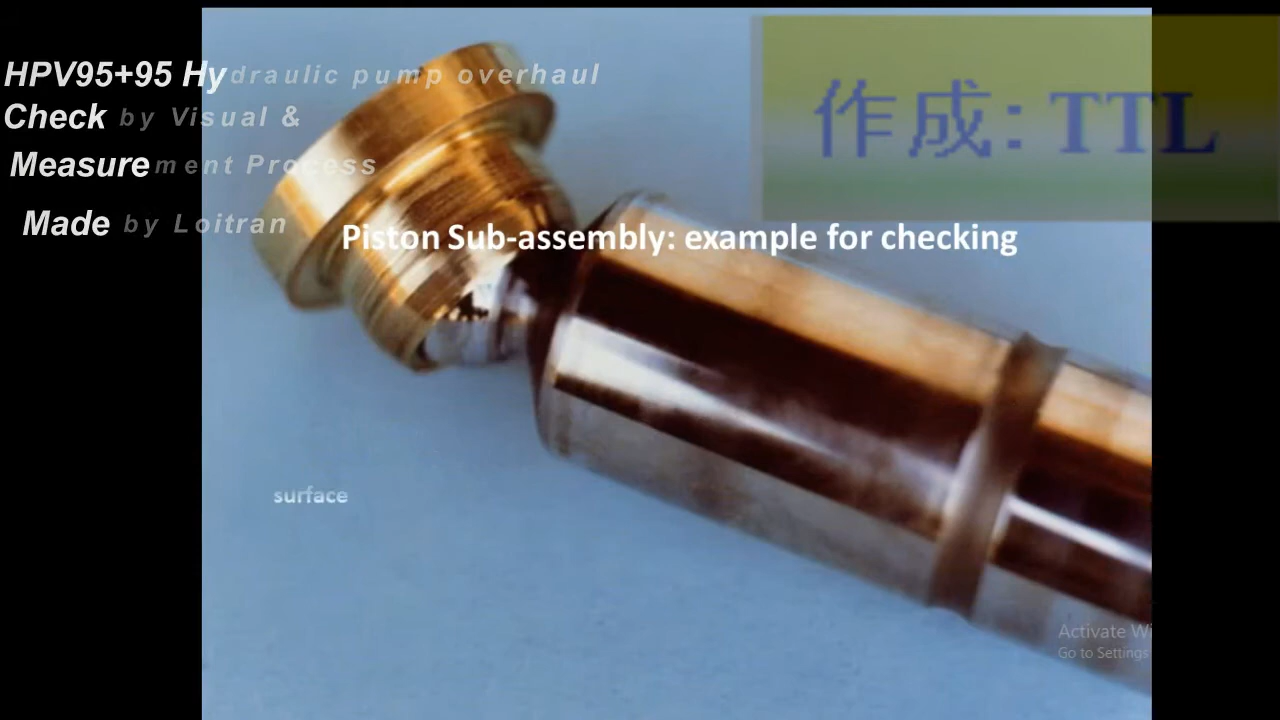 HPV95+95 Hydraulic pump overhaul
Check by Visual &
Measurement Process
Made by Loitran
作成: TTL
Piston Sub-assembly: example for checking
surface
Activate Wi
Go to Settings